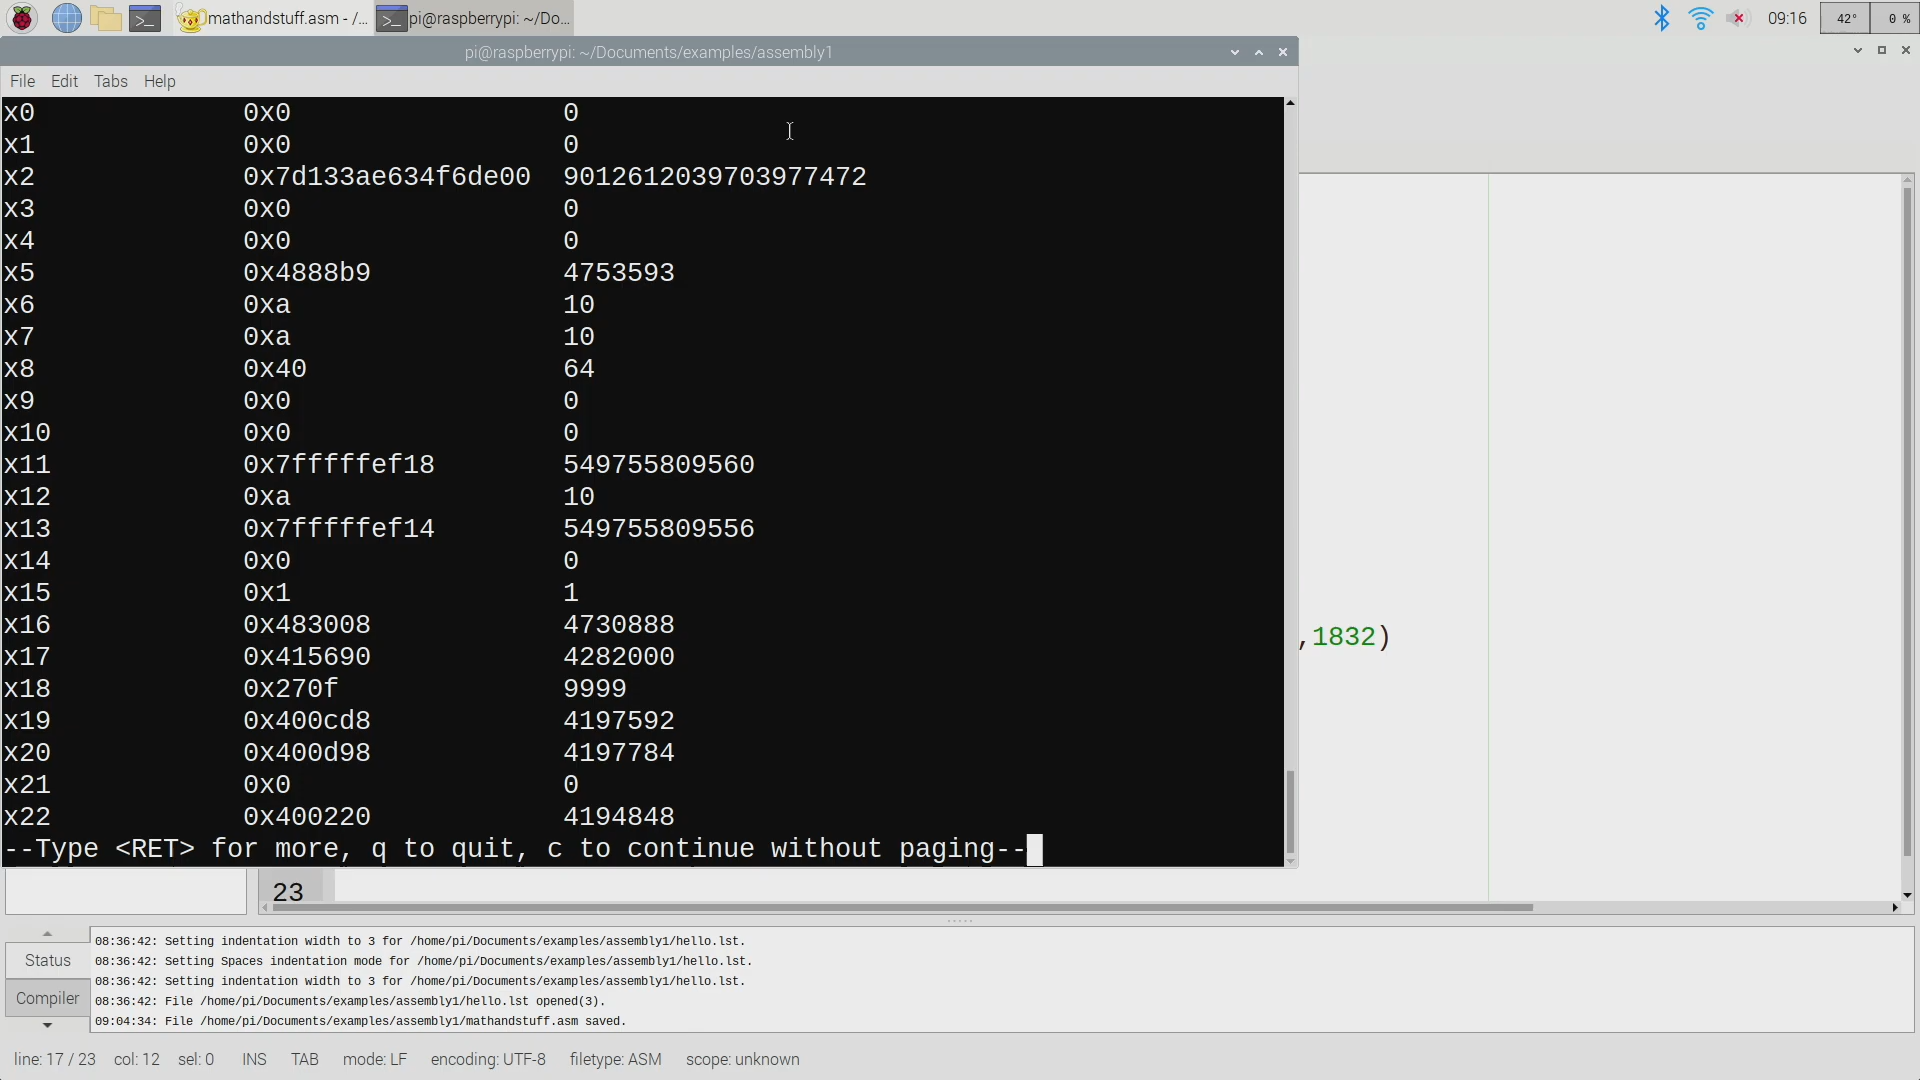 mathandstuff.asm - /...
pi@raspberrypi: ~/Do...
09:16
42°
0 %
pi@raspberrypi: ~/Documents/examples/assembly1
File Edit Tabs Help
x0 0x0 0
x1 0x0 0
x2 0x7d133ae634f6de00 9012612039703977472
x3 0x0 0
x4 0x0 0
x5 0x4888b9 4753593
x6 0xa 10
x7 0xa 10
x8 0x40 64
x9 0x0 0
x10 0x0 0
x11 0x7fffffef18 549755809560
x12 0xa 10
x13 0x7fffffef14 549755809556
x14 0x0 0
x15 0x1 1
x16 0x483008 4730888
,1832)
x17 0x415690 4282000
x18 0x270f 9999
x19 0x400cd8 4197592
x20 0x400d98 4197784
x21 0x0 0
x22 0x400220 4194848
--Type <RET> for more, q to quit, c to continue without paging--
23
Status
Compiler
08:36:42: Setting indentation width to 3 for /home/pi/Documents/examples/assembly1/hello.lst.
08:36:42: Setting Spaces indentation mode for /home/pi/Documents/examples/assembly1/hello.lst.
08:36:42: Setting indentation width to 3 for /home/pi/Documents/examples/assembly1/hello.lst.
08:36:42: File /home/pi/Documents/examples/assembly1/hello.lst opened(3).
09:04:34: File /home/pi/Documents/examples/assembly1/mathandstuff.asm saved.
line: 17 / 23 col: 12 sel: 0 INS TAB mode: LF encoding: UTF-8 filetype: ASM scope: unknown